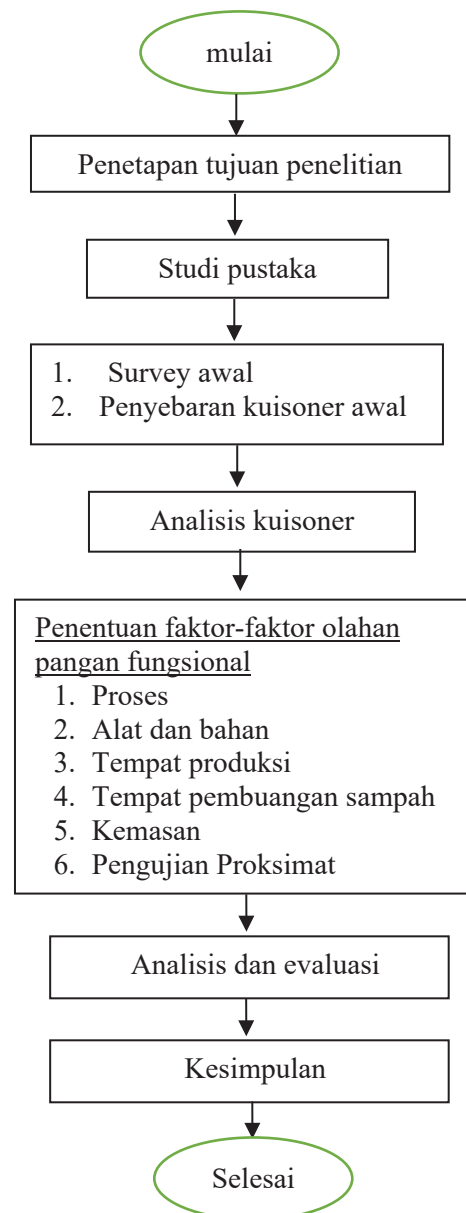 mulai
Penetapan tujuan penelitian
Studi pustaka
1. Survey awal
2. Penyebaran kuisoner awal
Analisis kuisoner
Penentuan faktor-faktor olahan
pangan fungsional
1. Proses
2. Alat dan bahan
3. Tempat produksi
4. Tempat pembuangan sampah
5. Kemasan
6. Pengujian Proksimat
Analisis dan evaluasi
Kesimpulan
Selesai